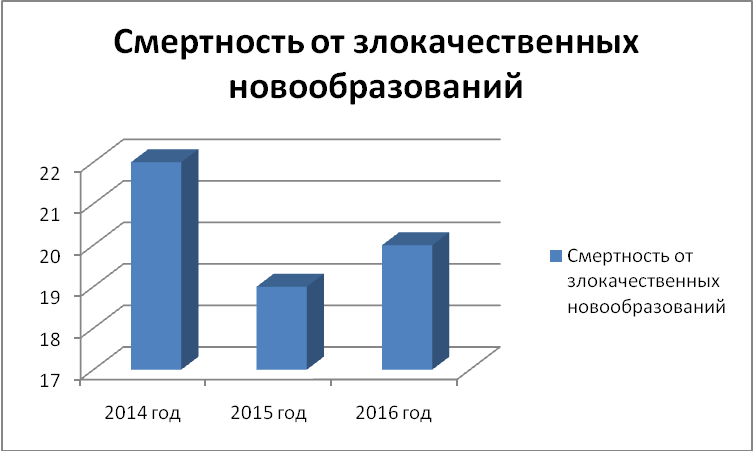 Смертность от злокачественных
новообразований
22
21
20
19
18
17
2014 год
2015 год
2016 год
Смертность от
злокачественных
новообразований